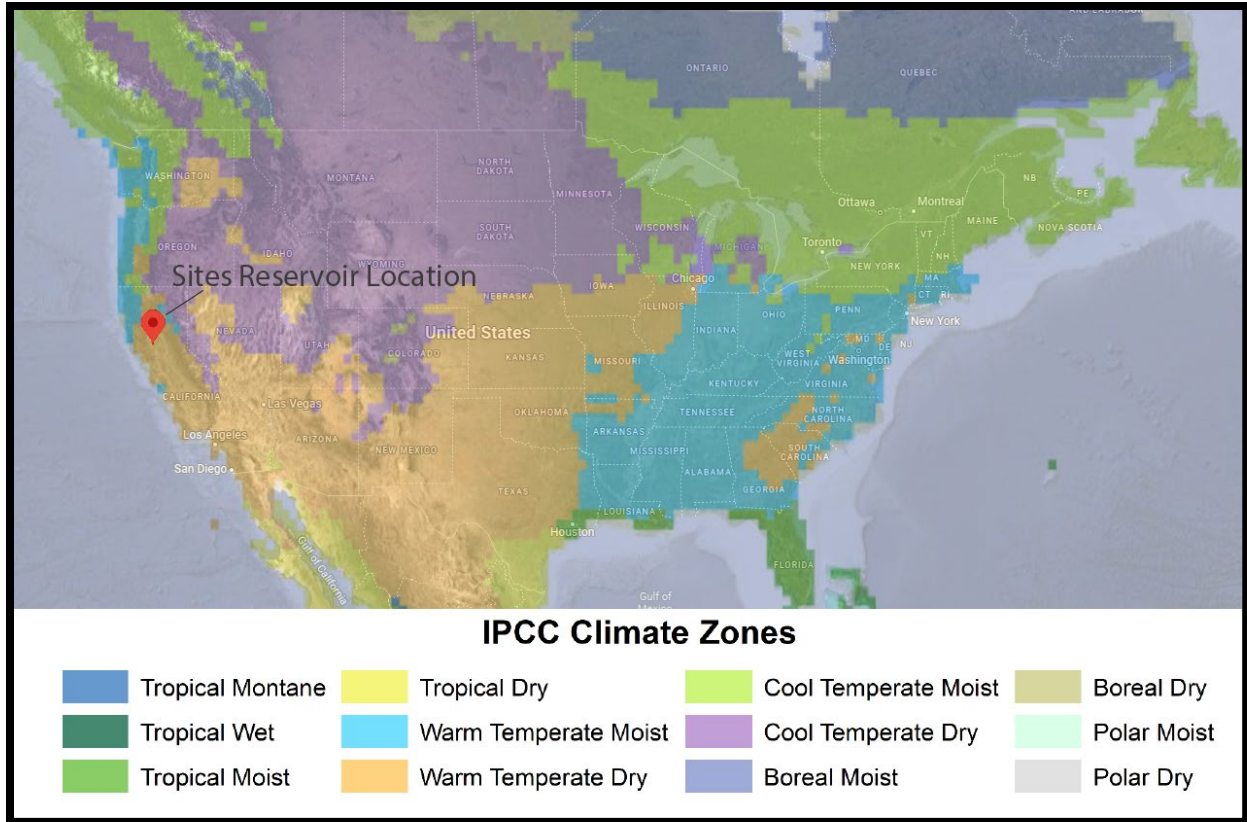 AND LABRADOR
ONTARIO
QUEBEC
WASHINGTON
MONTANA
NORTH
DAKOTA
MINNESOTA
Ottawa
Montreal
NB
PE
MAINE
NOVA SCOTIA
VT
NH
OREGON
IDAHO
SOUTH
DAKOTA
WISCONSIN
MICHIGAN
Toronto
NEW YORK
WYOMING
Sites Reservoir Location
NEBRASKA
IOWA
Chicago
MA
CT
RI
ILLINOIS
INDIANA
OHIO
PENN
New York
NEVADA
UTAH
COLORADO
United States
KANSAS
MISSOURI
WEST
VIRGINIA
MD
DE
NJ
Washington
KENTUCKY
VIRGINIA
CALIFORNIA
Las Vegas
OKLAHOMA
TENNESSEE
NORTH
CAROLINA
Los Angeles
ARIZONA
NEW MEXICO
ARKANSAS
MISSISSIPPI
SOUTH
CAROLINA
San Diego
ALABAMA
TEXAS
GEORGIA
LOUISIANA
Houston
Gulf of California
FLORIDA
Gulf of
Mexico
IPCC Climate Zones
Tropical Montane
Tropical Dry
Cool Temperate Moist
Boreal Dry
Tropical Wet
Warm Temperate Moist
Cool Temperate Dry
Polar Moist
Tropical Moist
Warm Temperate Dry
Boreal Moist
Polar Dry